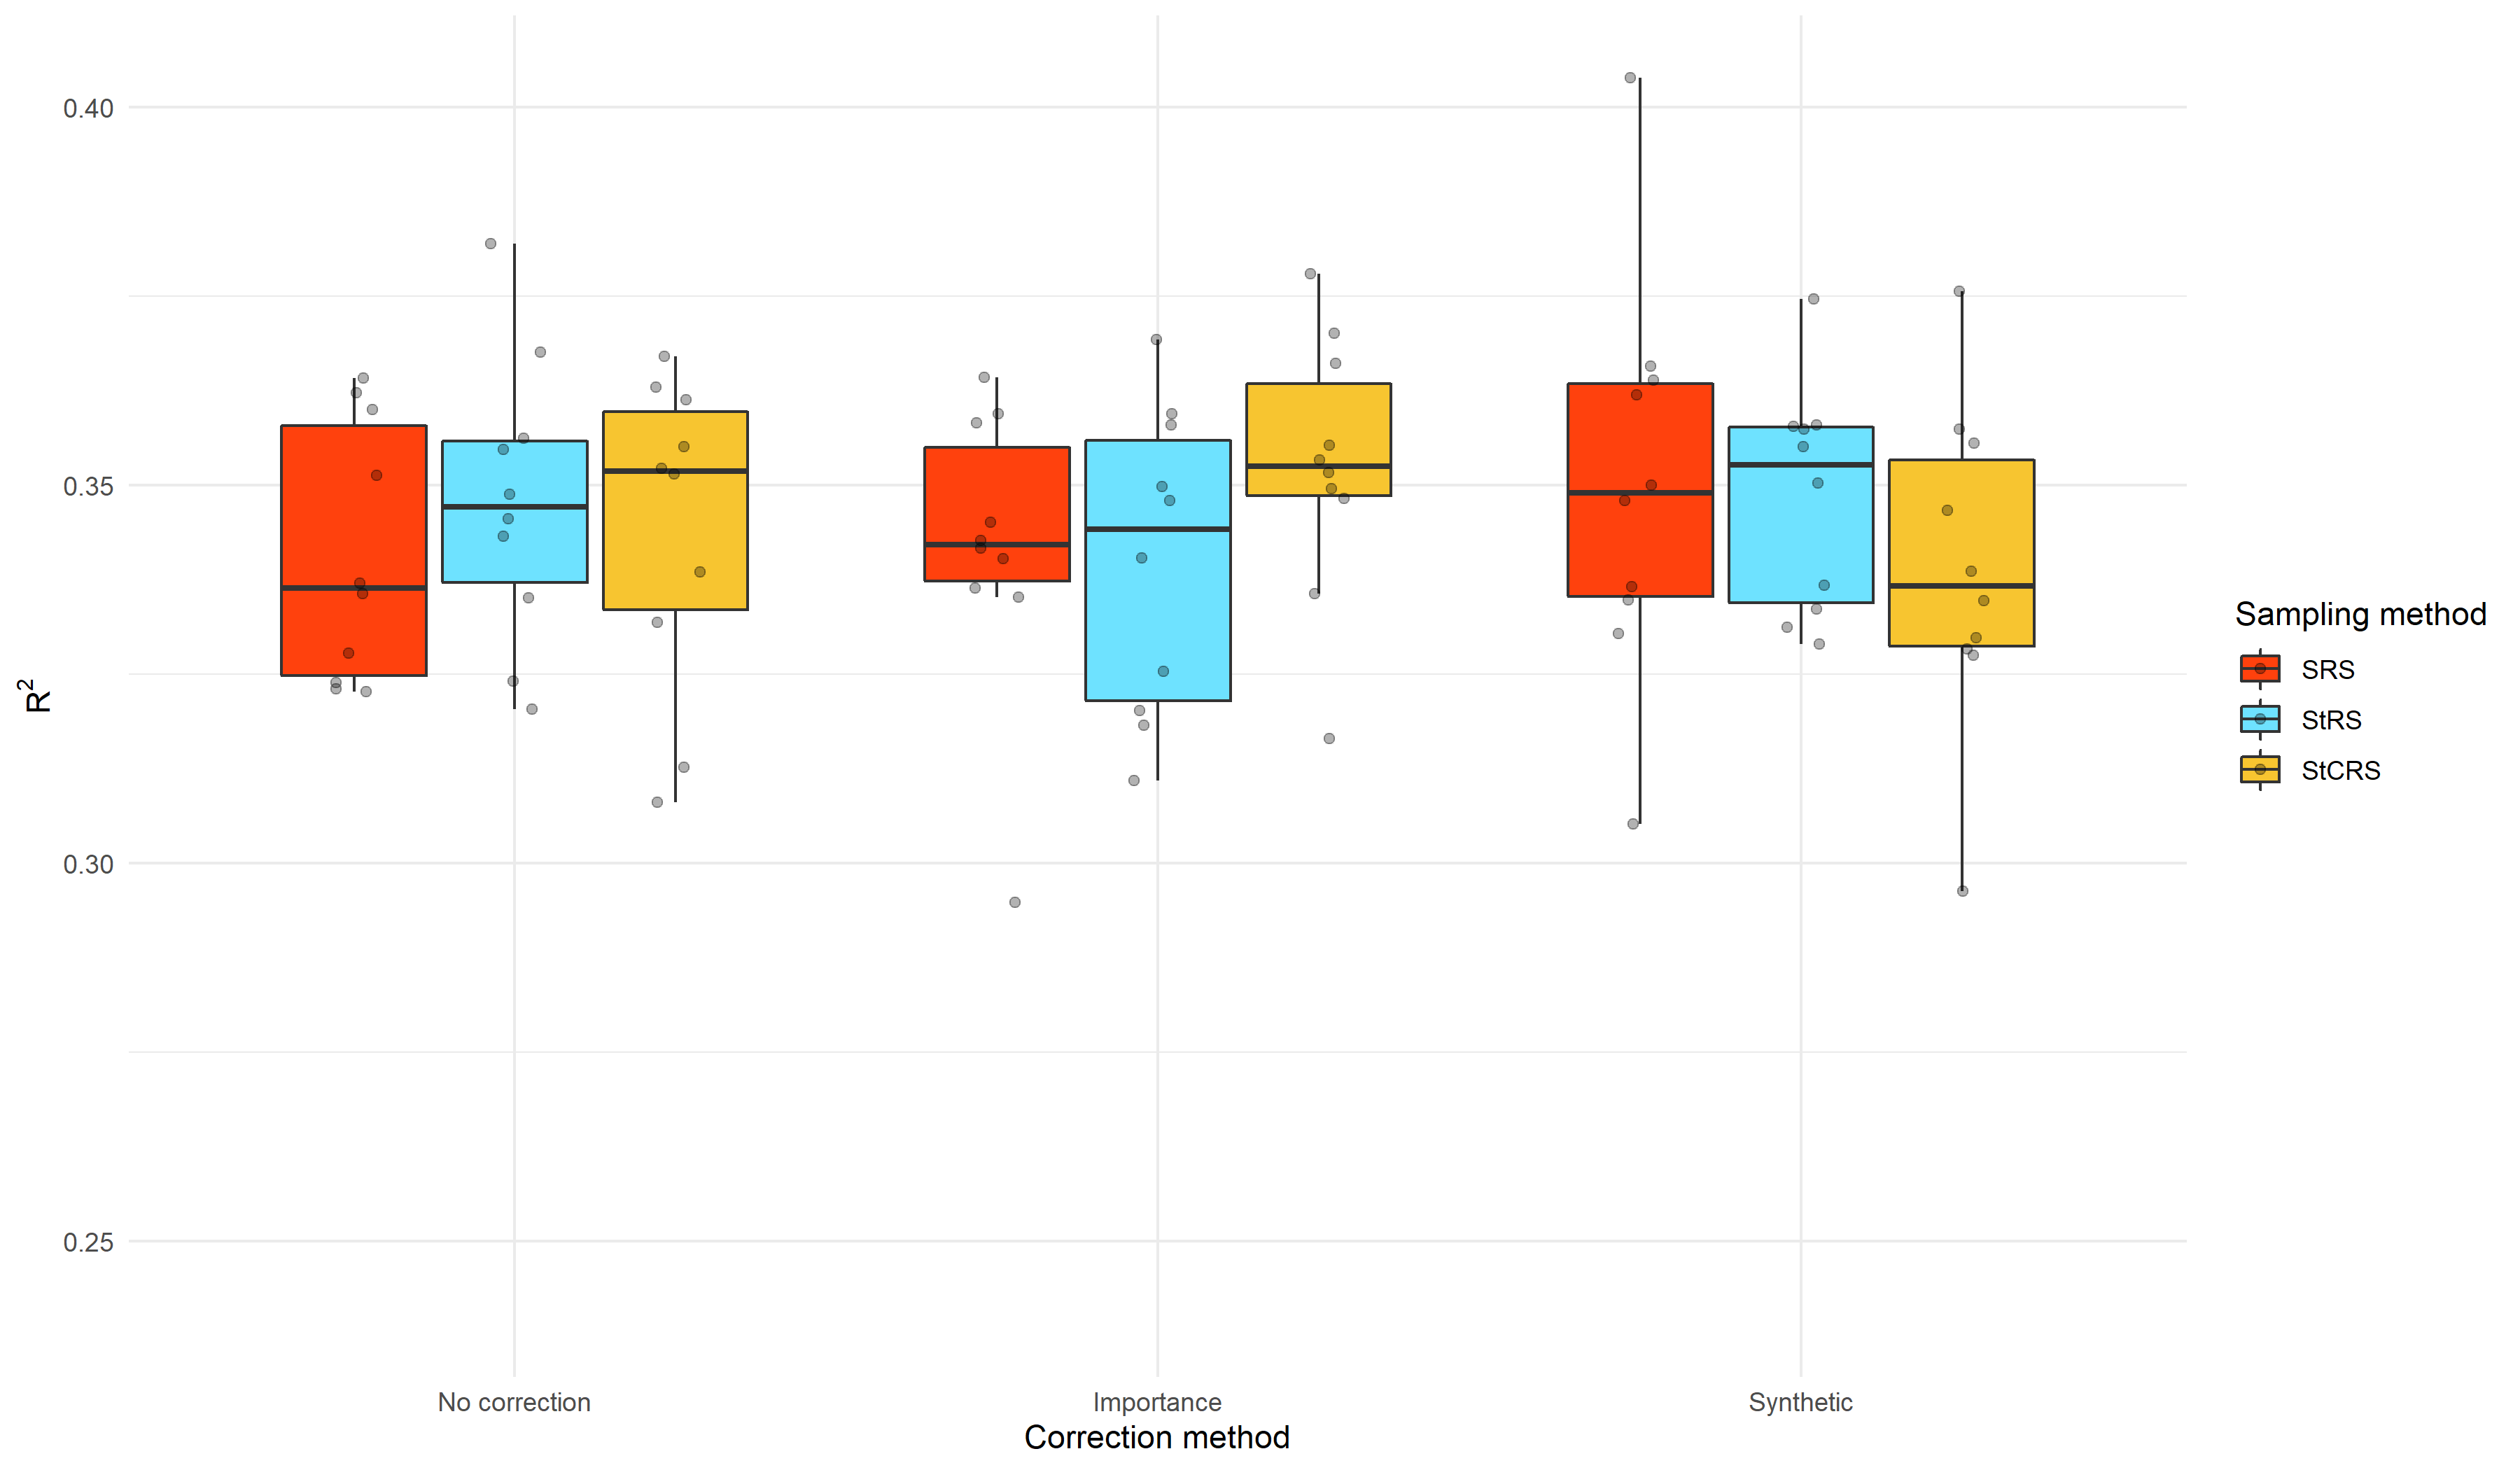 0.40
0.35
0.30
0.25
R²
No correction
Importance
Synthetic
Correction method
Sampling method
SRS
StRS
StCRS